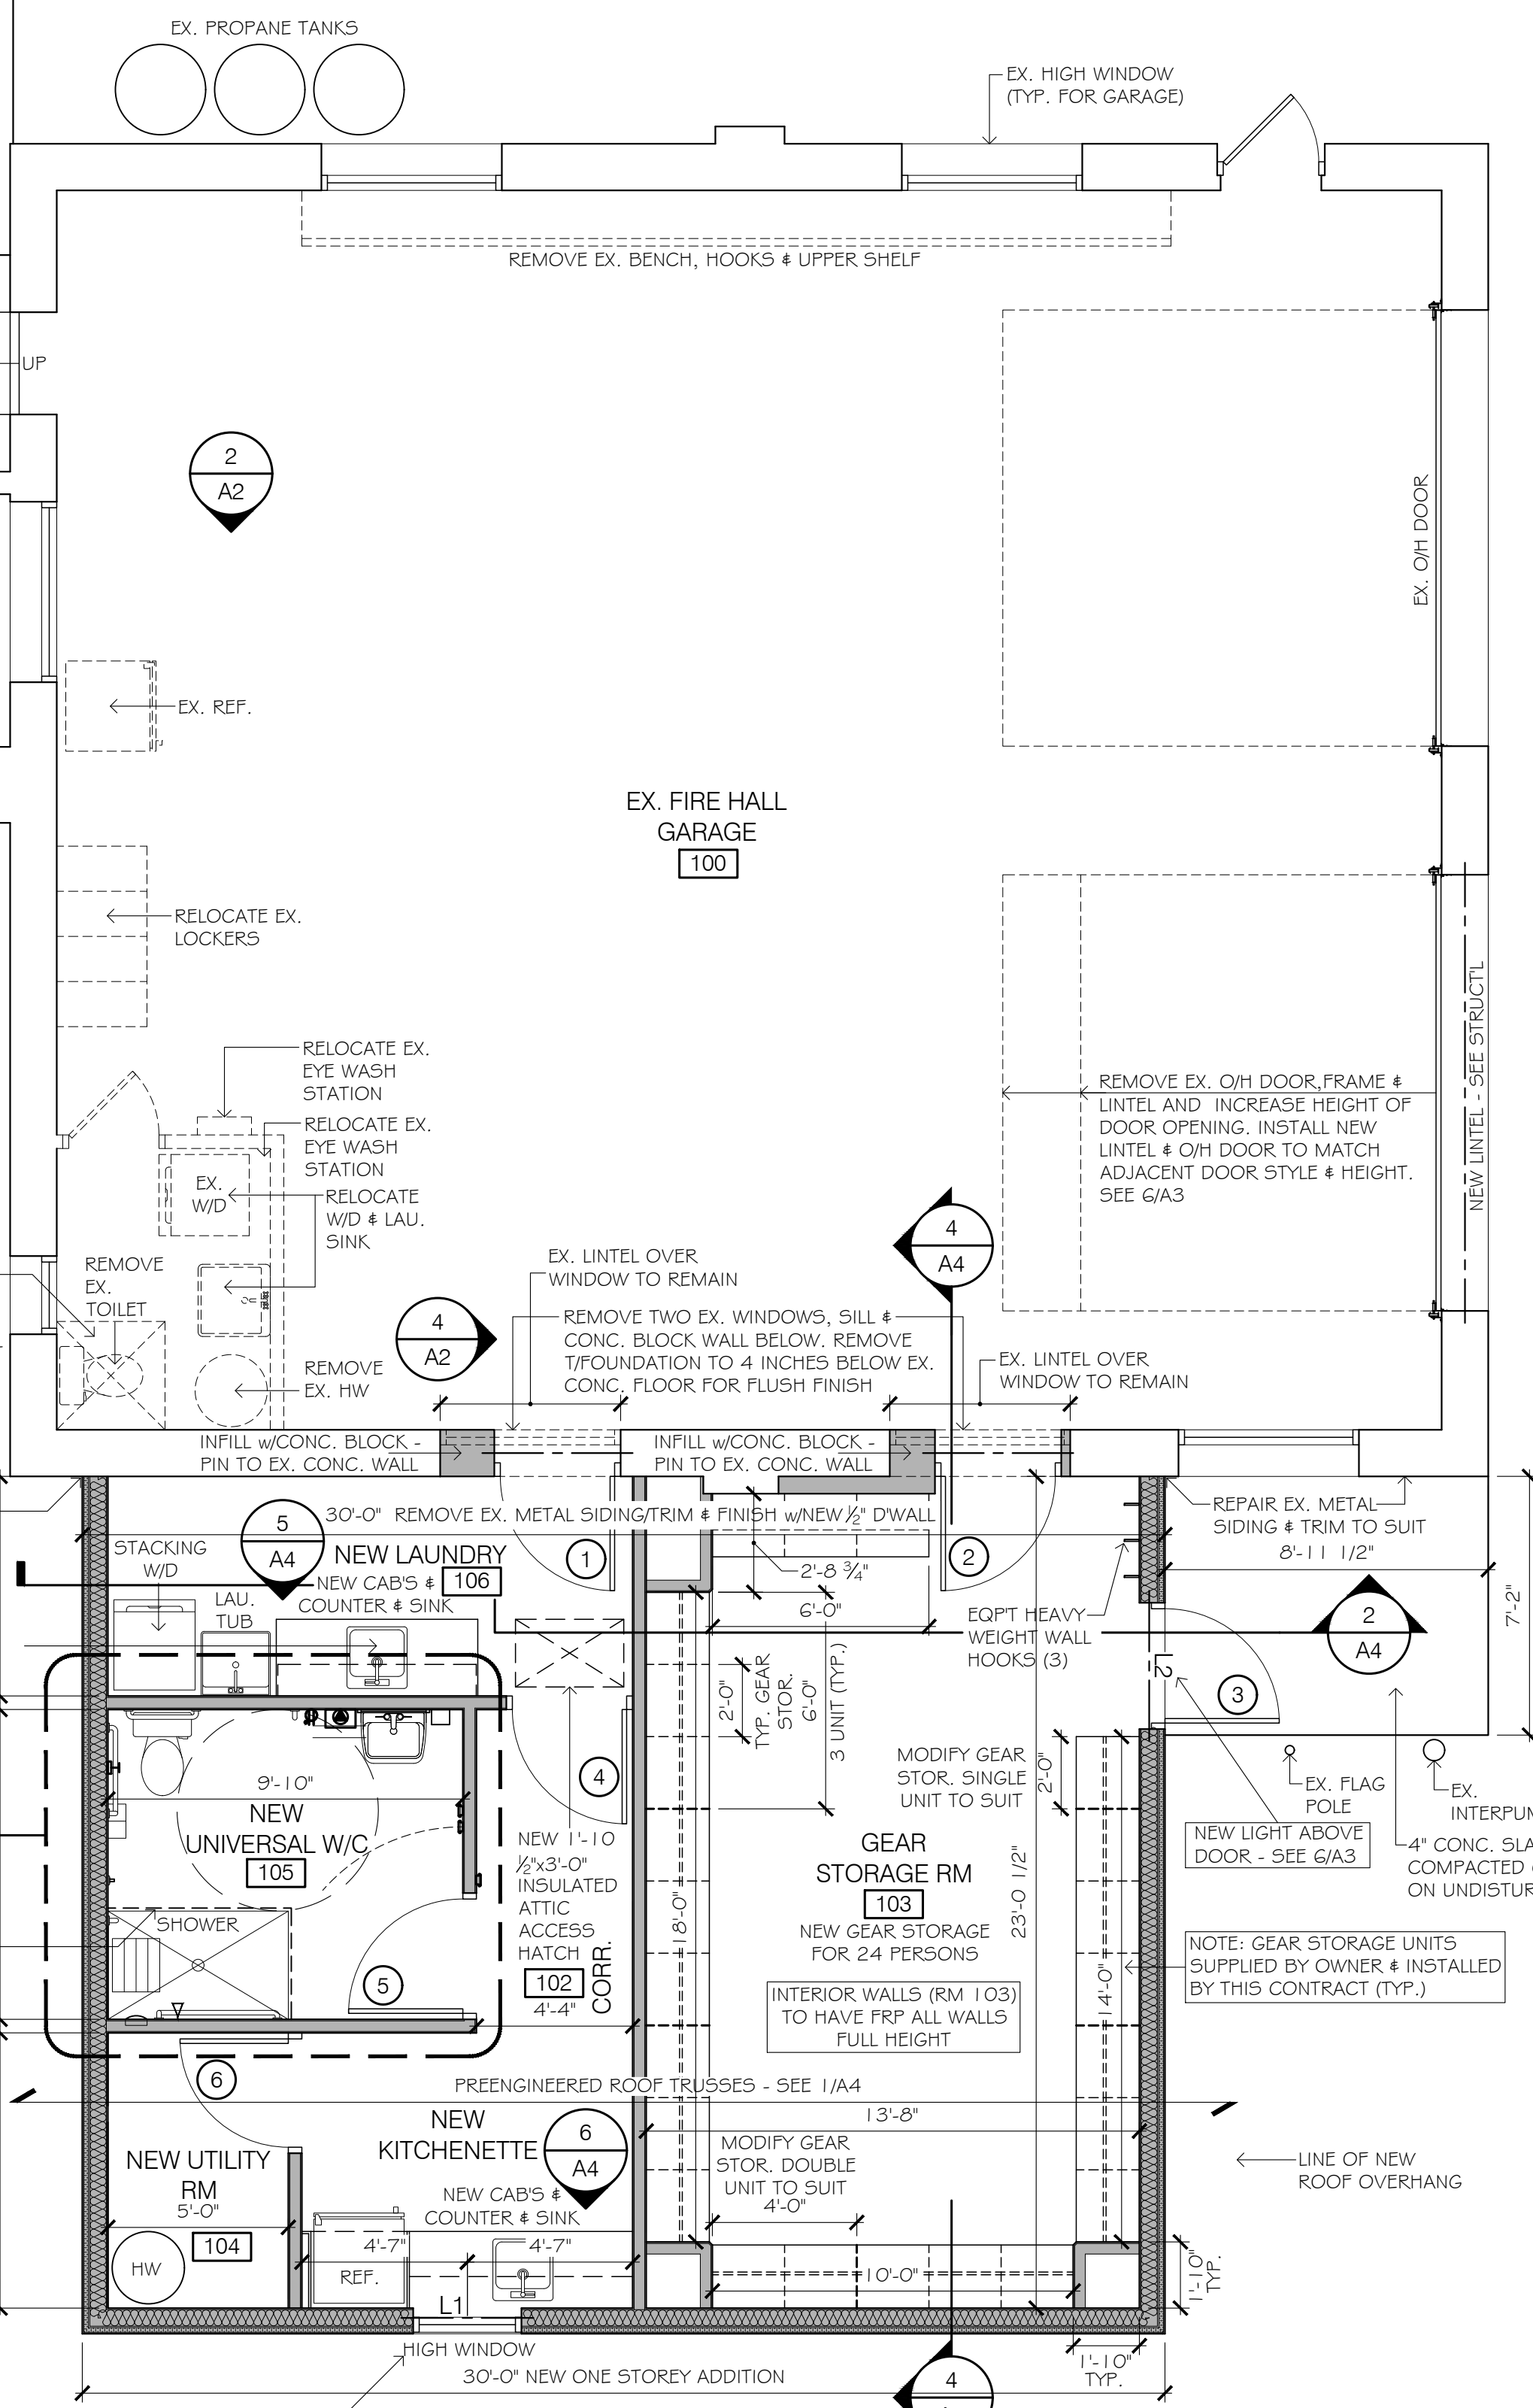 EX. PROPANE TANKS
EX. HIGH WINDOW
(TYP. FOR GARAGE)
REMOVE EX. BENCH, HOOKS & UPPER SHELF
UP
2
A2
EX. O/H DOOR
EX. REF.
EX. FIRE HALL
GARAGE
100
RELOCATE EX.
LOCKERS
NEW LINTEL - SEE STRUCT'L
RELOCATE EX.
EYE WASH
STATION
RELOCATE EX.
EYE WASH
STATION
EX.
W/D
RELOCATE
W/D & LAU.
SINK
REMOVE EX. O/H DOOR,FRAME &
LINTEL AND INCREASE HEIGHT OF
DOOR OPENING. INSTALL NEW
LINTEL & O/H DOOR TO MATCH
ADJACENT DOOR STYLE & HEIGHT.
SEE 6/A3
REMOVE
EX.
TOILET
REMOVE
EX. HW
4
A2
4
A4
EX. LINTEL OVER
WINDOW TO REMAIN
REMOVE TWO EX. WINDOWS, SILL &
CONC. BLOCK WALL BELOW. REMOVE
T/FOUNDATION TO 4 INCHES BELOW EX.
CONC. FLOOR FOR FLUSH FINISH
EX. LINTEL OVER
WINDOW TO REMAIN
INFILL w/CONC. BLOCK -
PIN TO EX. CONC. WALL
INFILL w/CONC. BLOCK -
PIN TO EX. CONC. WALL
30'-0" REMOVE EX. METAL SIDING/TRIM & FINISH w/NEW ½" D'WALL
REPAIR EX. METAL
SIDING & TRIM TO SUIT
8'-11 1/2"
7'-2"
5
A4
STACKING
W/D
NEW LAUNDRY
106
NEW CAB'S &
COUNTER & SINK
LAU.
TUB
1
2
2'-8 ¾"
6'-0"
EQP'T HEAVY
WEIGHT WALL
HOOKS (3)
2
A4
L2
3
2'-0"
TYP. GEAR
STOR.
6'-0"
3 UNIT (TYP.)
MODIFY GEAR
STOR. SINGLE
UNIT TO SUIT
2'-0"
EX. FLAG
POLE
EX.
NEW LIGHT ABOVE
DOOR - SEE 6/A3
4" CONC.
COMPACTED
9'-10"
NEW
UNIVERSAL W/C
105
4
NEW 1'-10
½"x3'-0"
INSULATED
ATTIC
ACCESS
HATCH
102
4'-4"
CORR.
SHOWER
5
GEAR
STORAGE RM
103
NEW GEAR STORAGE
FOR 24 PERSONS
18'-0"
23'-0 1/2"
14'-0"
INTERIOR WALLS (RM 103)
TO HAVE FRP ALL WALLS
FULL HEIGHT
NOTE: GEAR STORAGE UNITS
SUPPLIED BY OWNER & INSTALLED
BY THIS CONTRACT (TYP.)
6
PREENGINEERED ROOF TRUSSES - SEE 1/A4
13'-8"
NEW
KITCHENETTE
6
A4
NEW UTILITY
RM
5'-0"
104
HW
NEW CAB'S &
COUNTER & SINK
4'-7"
4'-7"
REF.
L1
MODIFY GEAR
STOR. DOUBLE
UNIT TO SUIT
4'-0"
10'-0"
LINE OF NEW
ROOF OVERHANG
1'-10"
TYP.
1'-10"
TYP.
HIGH WINDOW
30'-0" NEW ONE STOREY ADDITION
4